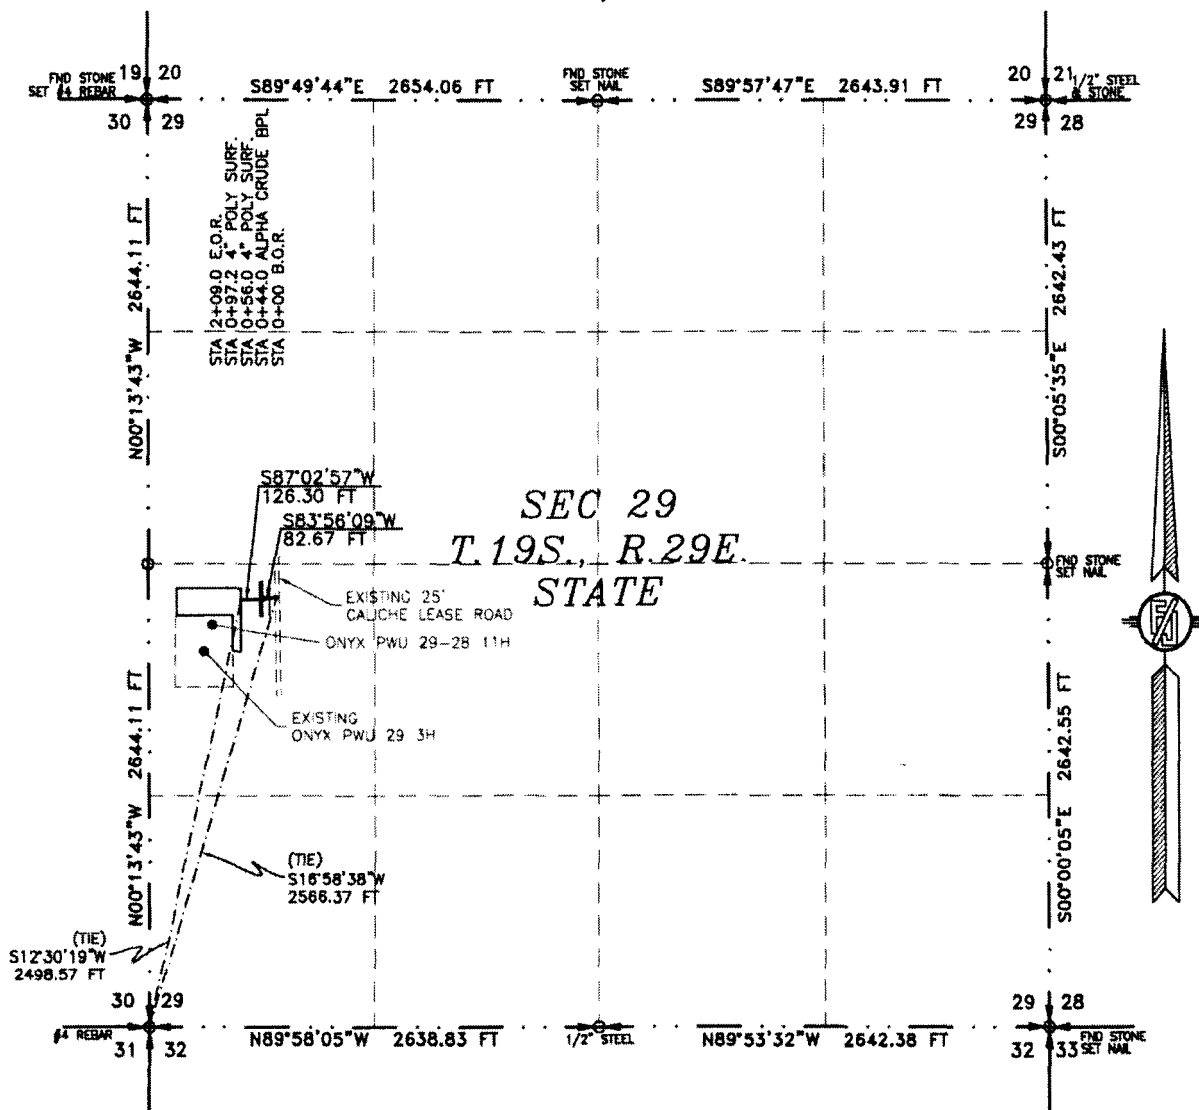 FND STONE
SET #4 REBAR
19 20
30 29
S89°49'44"E 2654.06 FT
FND STONE
SET NAIL
S89°57'47"E 2643.91 FT
20 21
29 28
1/2" STEEL
& STONE
N00°13'43"W 2644.11 FT
STA 2+09.0 E.O.R.
STA 0+97.2 4" POLY SURF.
STA 0+56.0 4" POLY SURF.
STA 0+44.0 ALPHA CRUDE BPL
STA 0+00 B.O.R.
S00°05'35"E 2642.43 FT
S87°02'57"W
126.30 FT
S83°56'09"W
82.67 FT
SEC 29
T.19S., R.29E.
STATE
FND STONE
SET NAIL
EXISTING 25'
CALICHE LEASE ROAD
ONYX PWU 29-28 11H
EXISTING
ONYX PWU 29 3H
N00°13'43"W 2644.11 FT
S00°00'05"E 2642.55 FT
(TIE)
S16°58'38"W
2566.37 FT
(TIE)
S12°30'19"W
2498.57 FT
30 29
31 32
#4 REBAR
N89°58'05"W 2638.83 FT
1/2" STEEL
N89°53'32"W 2642.38 FT
29 28
32 33
FND STONE
SET NAIL